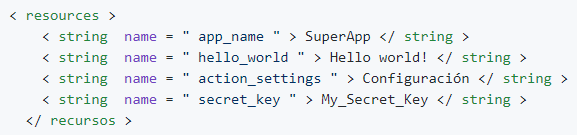 < resources >
< string name = " app_name " > SuperApp </ string >
< string name = " hello_world " > Hello world! </ string >
< string name = " action_settings " > Configuración </ string >
< string name = " secret_key " > My_Secret_Key </ string >
</ recursos >